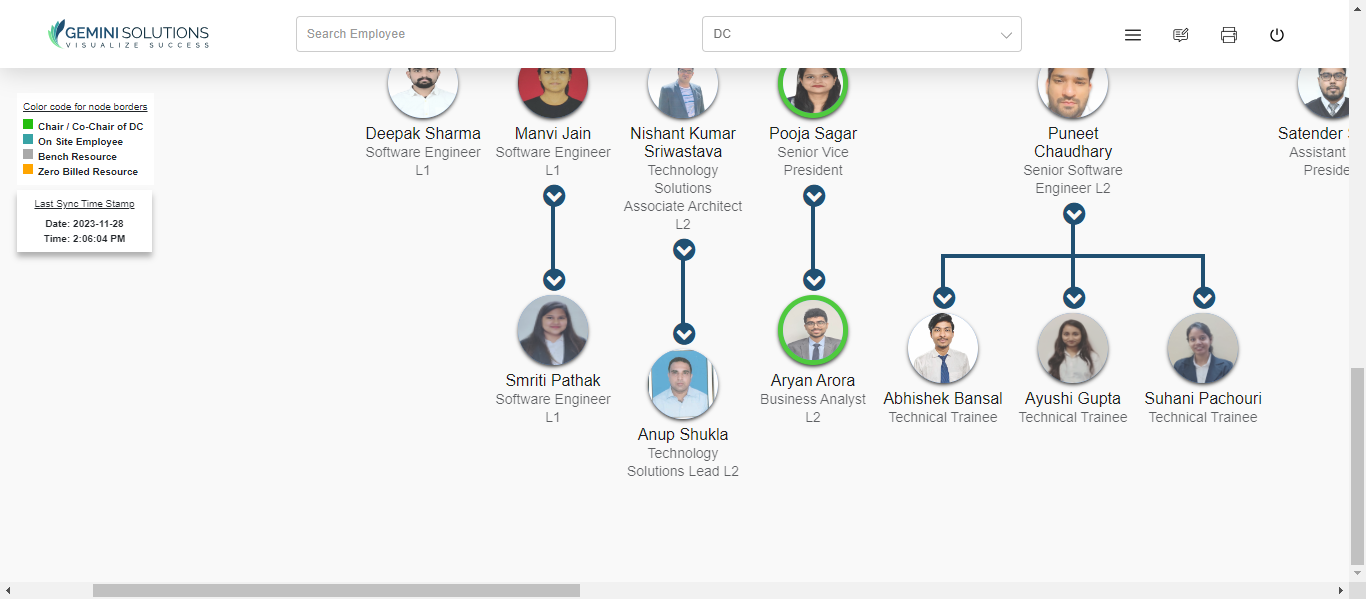 GEMINI SOLUTIONS
VISUALIZE SUCCESS
Search Employee
DC
Color code for node borders
Chair / Co-Chair of DC
On Site Employee
Bench Resource
Zero Billed Resource
Last Sync Time Stamp
Date: 2023-11-28
Time: 2:06:04 PM
Deepak Sharma
Software Engineer
L1
Manvi Jain
Software Engineer
L1
Nishant Kumar
Sriwastava
Technology
Solutions
Associate Architect
L2
Pooja Sagar
Senior Vice
President
Puneet
Chaudhary
Senior Software
Engineer L2
Satender
Assistant
Preside
Smriti Pathak
Software Engineer
L1
Anup Shukla
Technology
Solutions Lead L2
Aryan Arora
Business Analyst
L2
Abhishek Bansal
Technical Trainee
Ayushi Gupta
Technical Trainee
Suhani Pachouri
Technical Trainee